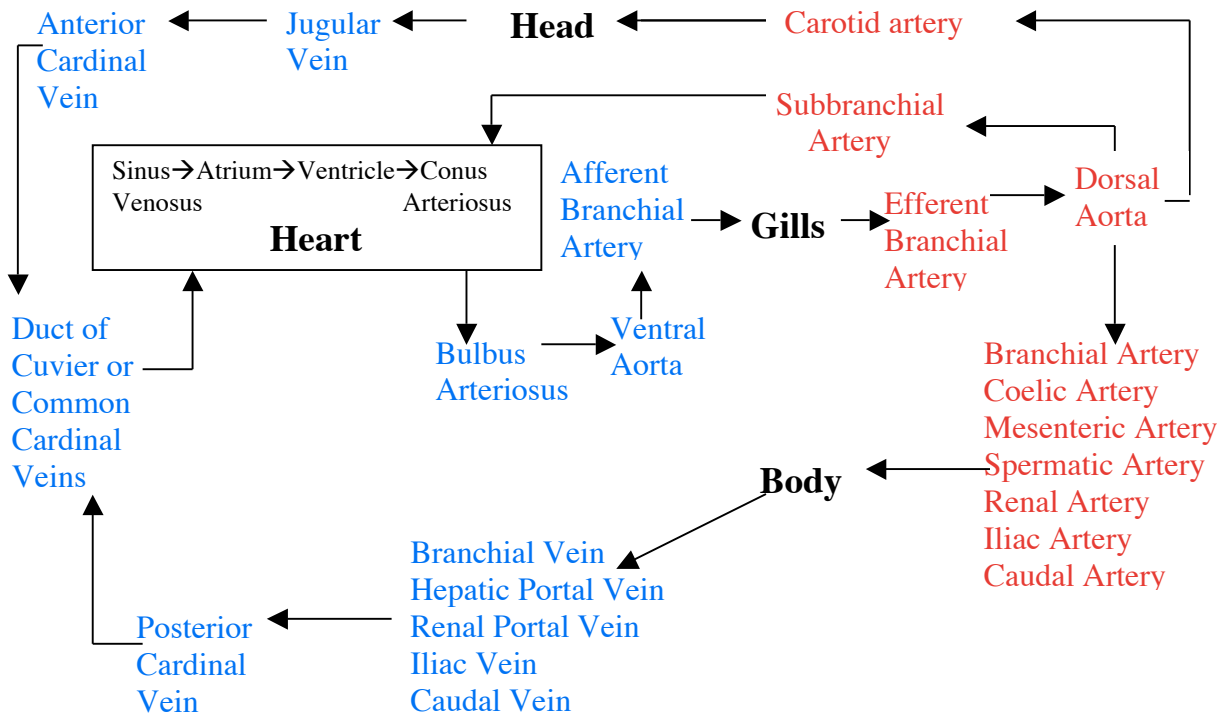 Anterior
Cardinal
Vein
Jugular
Vein
Head
Carotid artery
Subbranchial
Artery
Sinus→Atrium→Ventricle→Conus
Venosus Arteriosus
Heart
Afferent
Branchial
Artery
Gills
Efferent
Branchial
Artery
Dorsal
Aorta
Duct of
Cuvier or
Common
Cardinal
Veins
Bulbus
Arteriosus
Ventral
Aorta
Branchial Artery
Coelic Artery
Mesenteric Artery
Spermatic Artery
Renal Artery
Iliac Artery
Caudal Artery
Body
Branchial Vein
Hepatic Portal Vein
Renal Portal Vein
Iliac Vein
Caudal Vein
Posterior
Cardinal
Vein